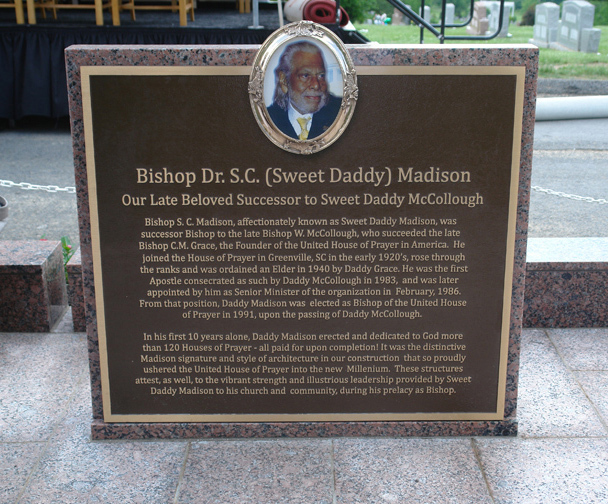 Bishop Dr. S.C. (Sweet Daddy) Madison
Our Late Beloved Successor to Sweet Daddy McCollough
Bishop S. C. Madison, affectionately known as Sweet Daddy Madison, was
successor Bishop to the late Bishop W. McCollough, who succeeded the late
Bishop C.M. Grace, the Founder of the United House of Prayer in America. He
joined the House of Prayer in Greenville, SC in the early 1920's, rose through
the ranks and was ordained an Elder in 1940 by Daddy Grace. He was the first
Apostle consecrated as such by Daddy McCollough in 1983, and was later
appointed by him as Senior Minister of the organization in February, 1986.
From that position, Daddy Madison was elected as Bishop of the United House
of Prayer in 1991, upon the passing of Daddy McCollough.
In his first 10 years alone, Daddy Madison erected and dedicated to God more
than 120 Houses of Prayer - all paid for upon completion! It was the distinctive
Madison signature and style of architecture in our construction that so proudly
ushered the United House of Prayer into the new Millenium. These structures
attest, as well, to the vibrant strength and illustrious leadership provided by Sweet
Daddy Madison to his church and community, during his prelacy as Bishop.